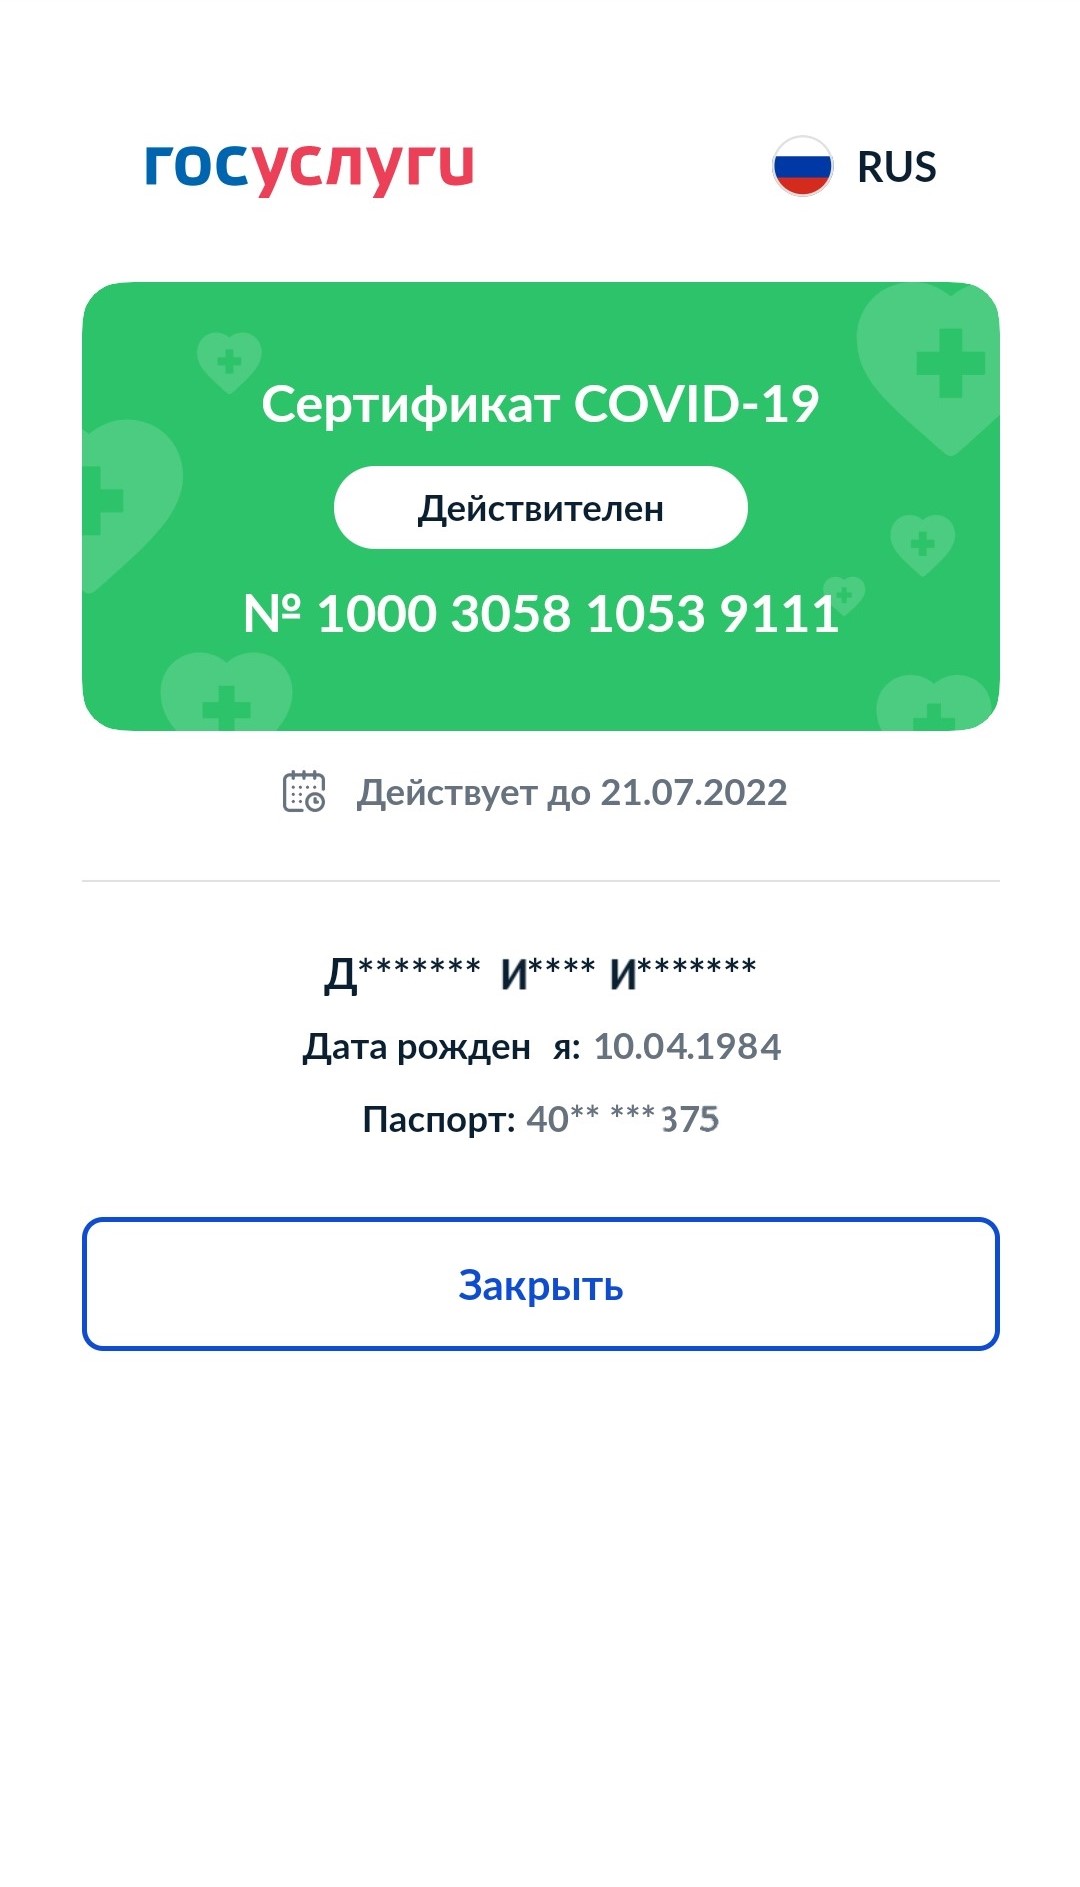 госуслуги RUS
Сертификат COVID-19
Действителен
№ 1000 3058 1053 9111
Действует до 21.07.2022
Д******* И**** И*******
Дата рожден я: 10.04.1984
Паспорт: 40** ***375
Закрыть